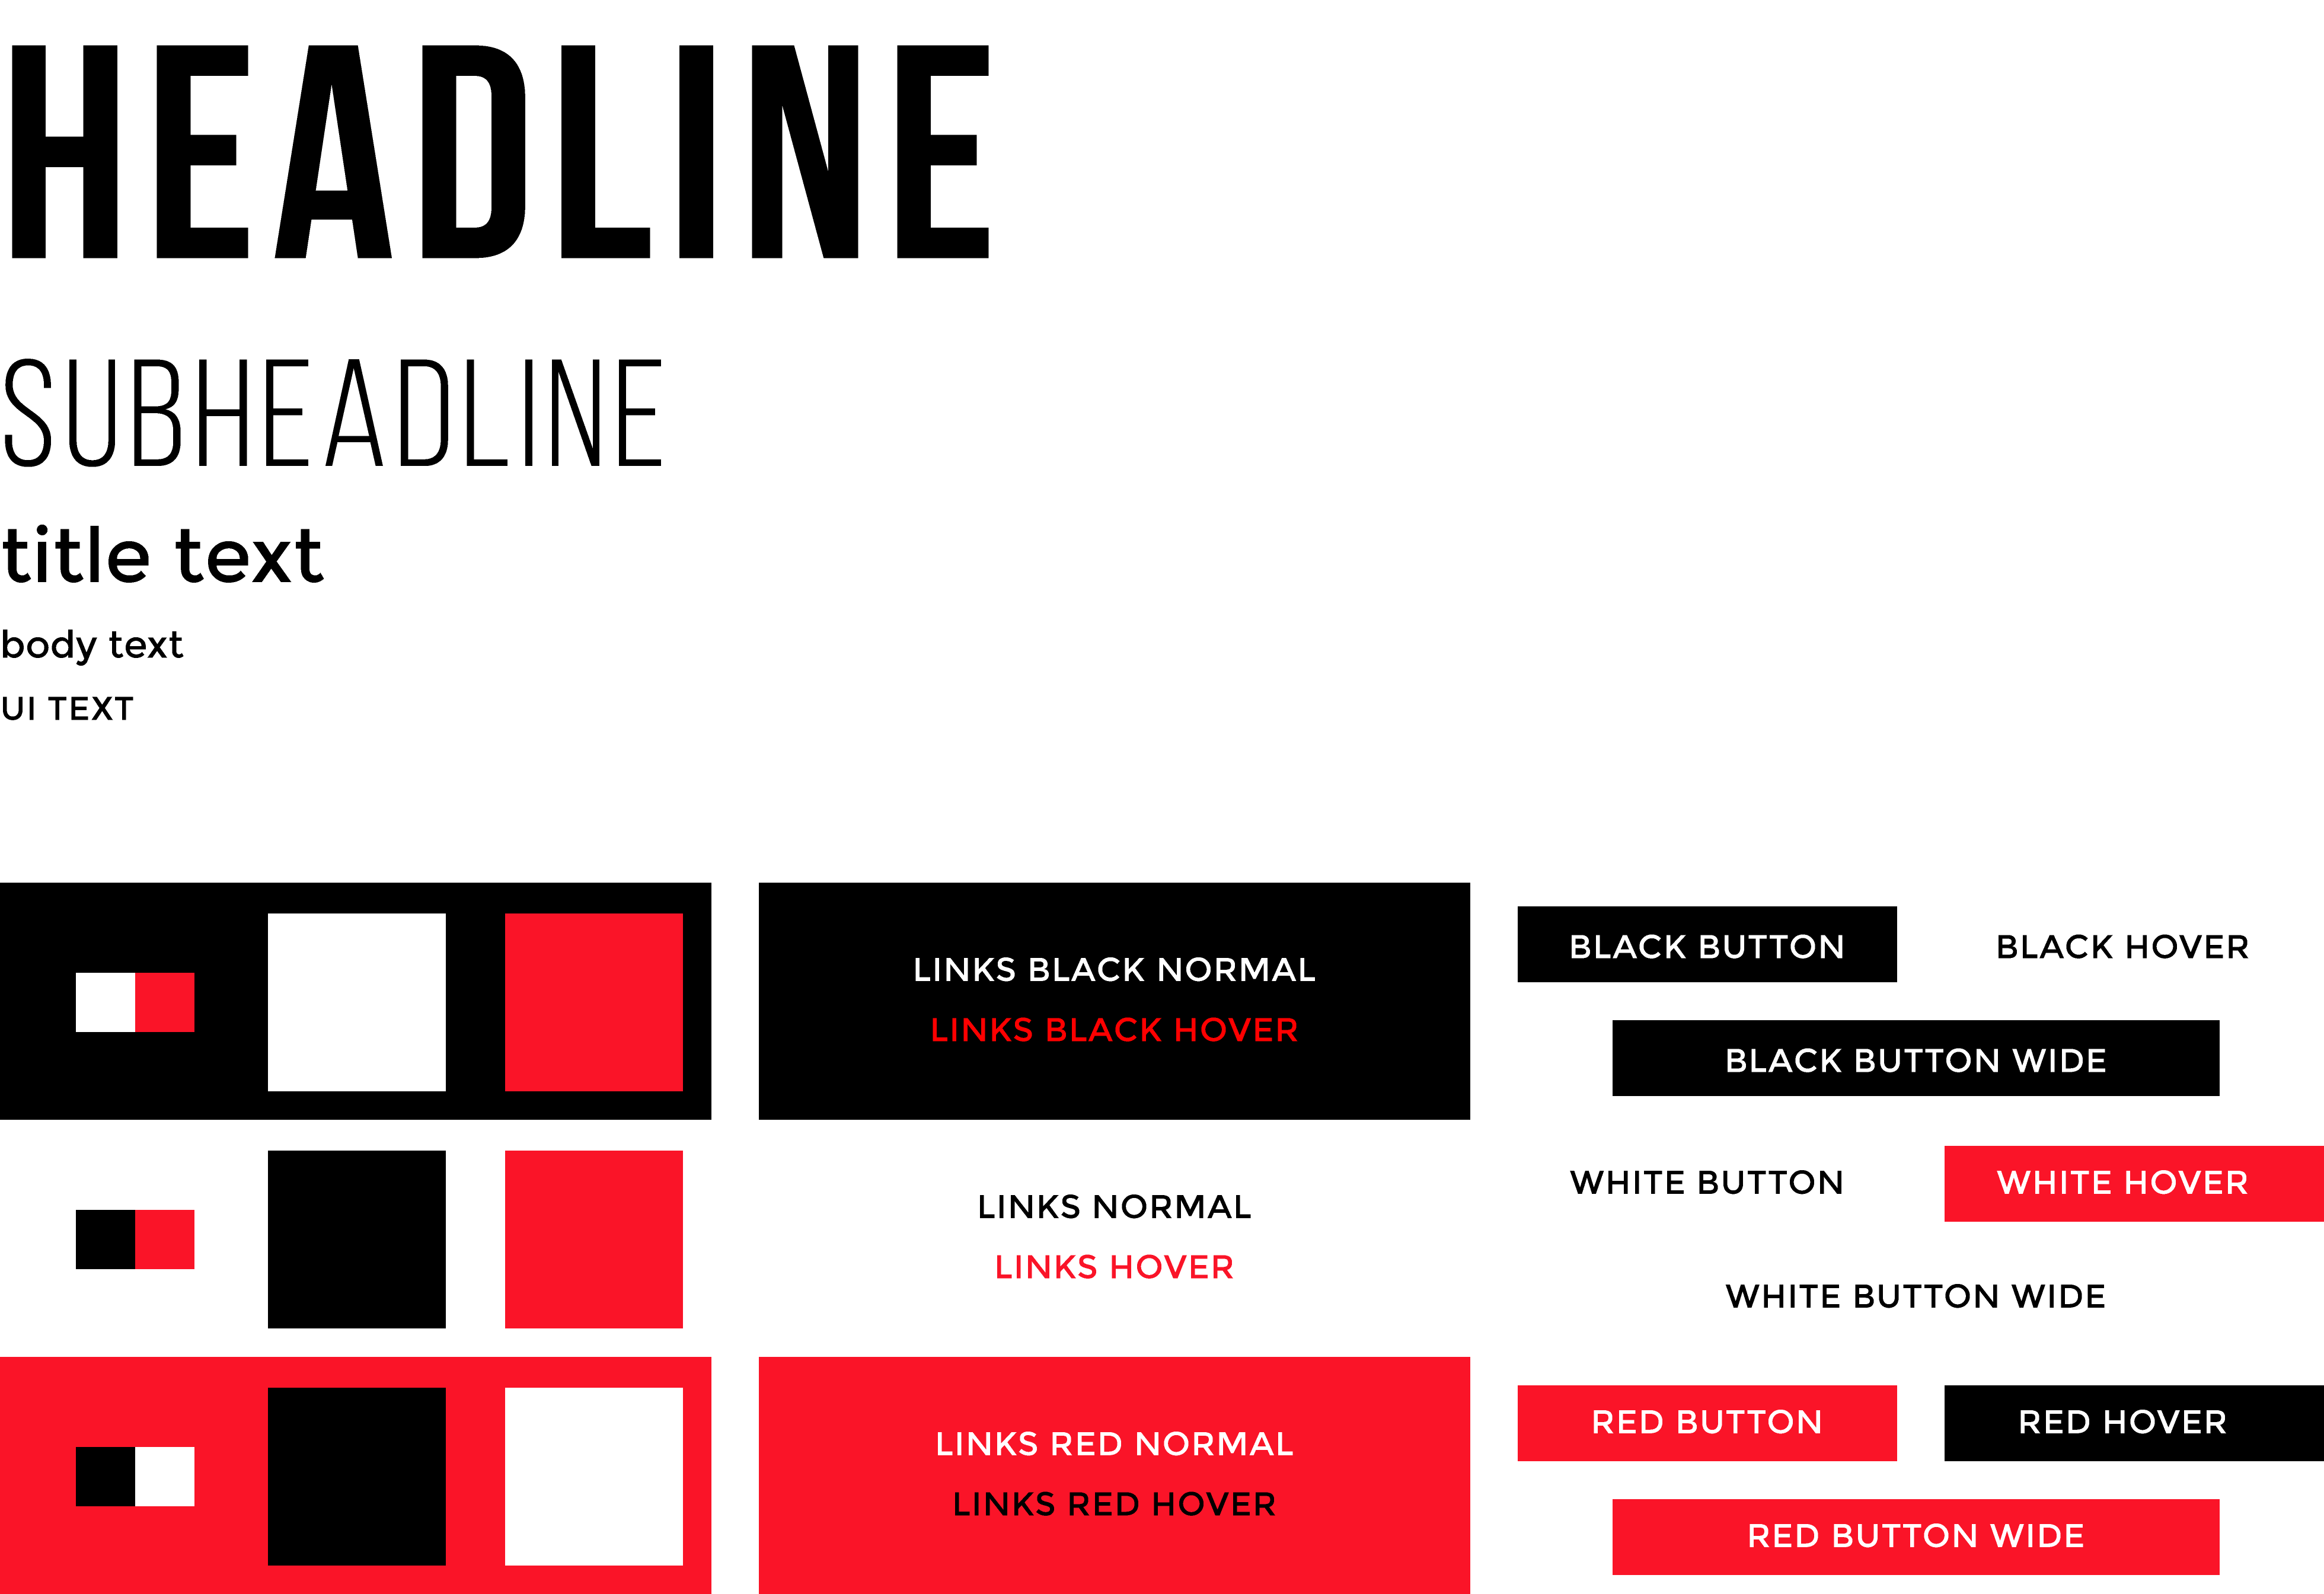 HEADLINE
SUBHEADLINE
title text
body text
UI TEXT
LINKS BLACK NORMAL
LINKS BLACK HOVER
LINKS NORMAL
LINKS HOVER
LINKS RED NORMAL
LINKS RED HOVER
BLACK BUTTON
BLACK HOVER
BLACK BUTTON WIDE
WHITE BUTTON
WHITE HOVER
WHITE BUTTON WIDE
RED BUTTON
RED HOVER
RED BUTTON WIDE